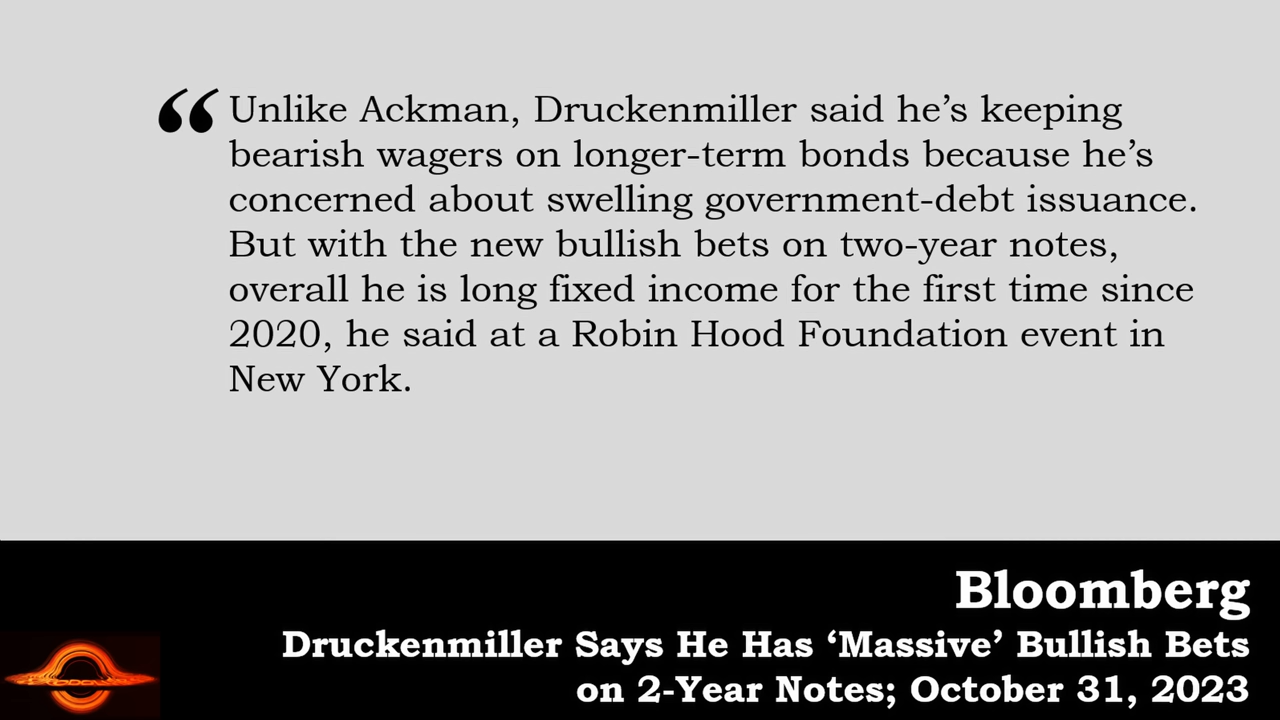 “Unlike Ackman, Druckenmiller said he’s keeping
bearish wagers on longer-term bonds because he’s
concerned about swelling government-debt issuance.
But with the new bullish bets on two-year notes,
overall he is long fixed income for the first time since
2020, he said at a Robin Hood Foundation event in
New York.
Bloomberg
Druckenmiller Says He Has ‘Massive’ Bullish Bets
on 2-Year Notes; October 31, 2023